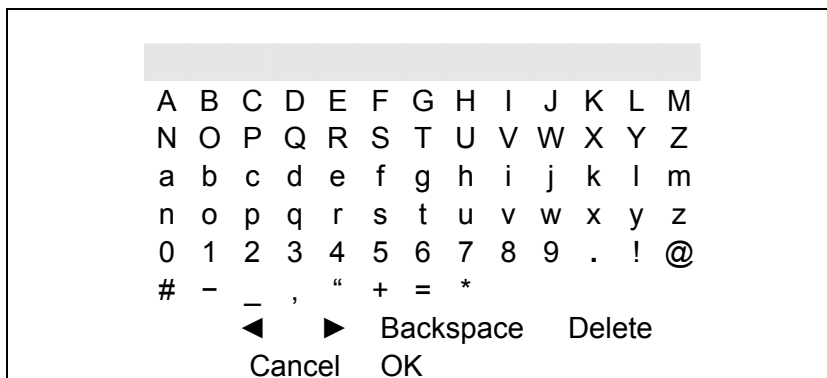 A B C D E F G H I J K L M
N O P Q R S T U V W X Y Z
a b c d e f g h i j k l m
n o p q r s t u v w x y z
0 1 2 3 4 5 6 7 8 9 . ! @
# − _ , “ + = *
◄ ► Backspace Delete
Cancel OK